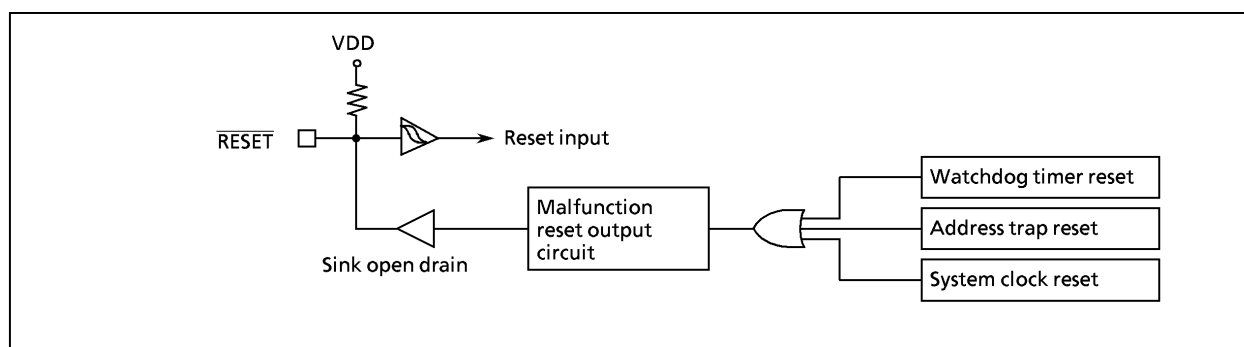 VDD
RESET
Reset input
Watchdog timer reset
Malfunction
reset output
circuit
Address trap reset
Sink open drain
System clock reset